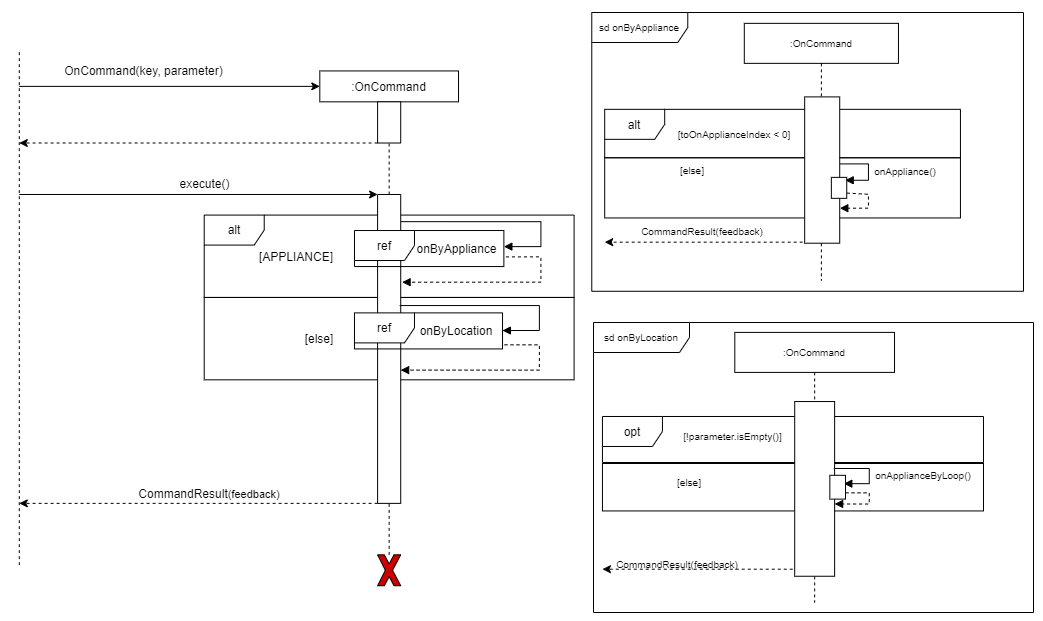 OnCommand(key, parameter)
:OnCommand
execute()
alt
[APPLIANCE]
ref
onByAppliance
[else]
ref
onByLocation
CommandResult(feedback)
X
sd onByAppliance
:OnCommand
alt
[toOnApplianceIndex < 0]
[else]
onAppliance()
CommandResult(feedback)
sd onByLocation
:OnCommand
opt
[!parameter.isEmpty()]
[else]
onApplianceByLoop()
CommandResult(feedback)